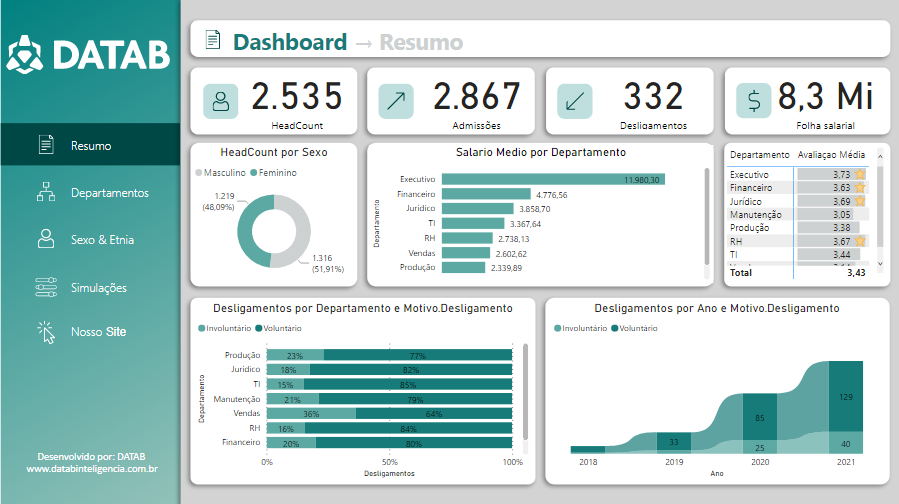 DATAB
Resumo
Departamentos
Sexo & Etnia
Simulações
Nosso Site
Desenvolvido por: DATAB
www.databinteligencia.com.br
Dashboard → Resumo
2.535
HeadCount
2.867
Admissões
332
Desligamentos
8,3 Mi
Folha salarial
HeadCount por Sexo
Masculino Feminino
1.219
(48,09%)
1.316
(51,91%)
Salario Medio por Departamento
Departamento
Executivo 11.980,30
Financeiro 4.776,56
Jurídico 3.858,70
TI 3.367,64
RH 2.738,13
Vendas 2.602,62
Produção 2.339,89
Departamento Avaliaçao Média
Executivo 3,73
Financeiro 3,63
Jurídico 3,69
Manutenção 3,05
Produção 3,38
RH 3,67
TI 3,44
Total 3,43
Desligamentos por Departamento e Motivo.Desligamento
Involuntário Voluntário
Departamento
Produção 23% 77%
Jurídico 18% 82%
TI 15% 85%
Manutenção 21% 79%
Vendas 36% 64%
RH 16% 84%
Financeiro 20% 80%
0% 50% 100%
Desligamentos
Desligamentos por Ano e Motivo.Desligamento
Involuntário Voluntário
33
85
25
129
40
2018 2019 2020 2021
Ano